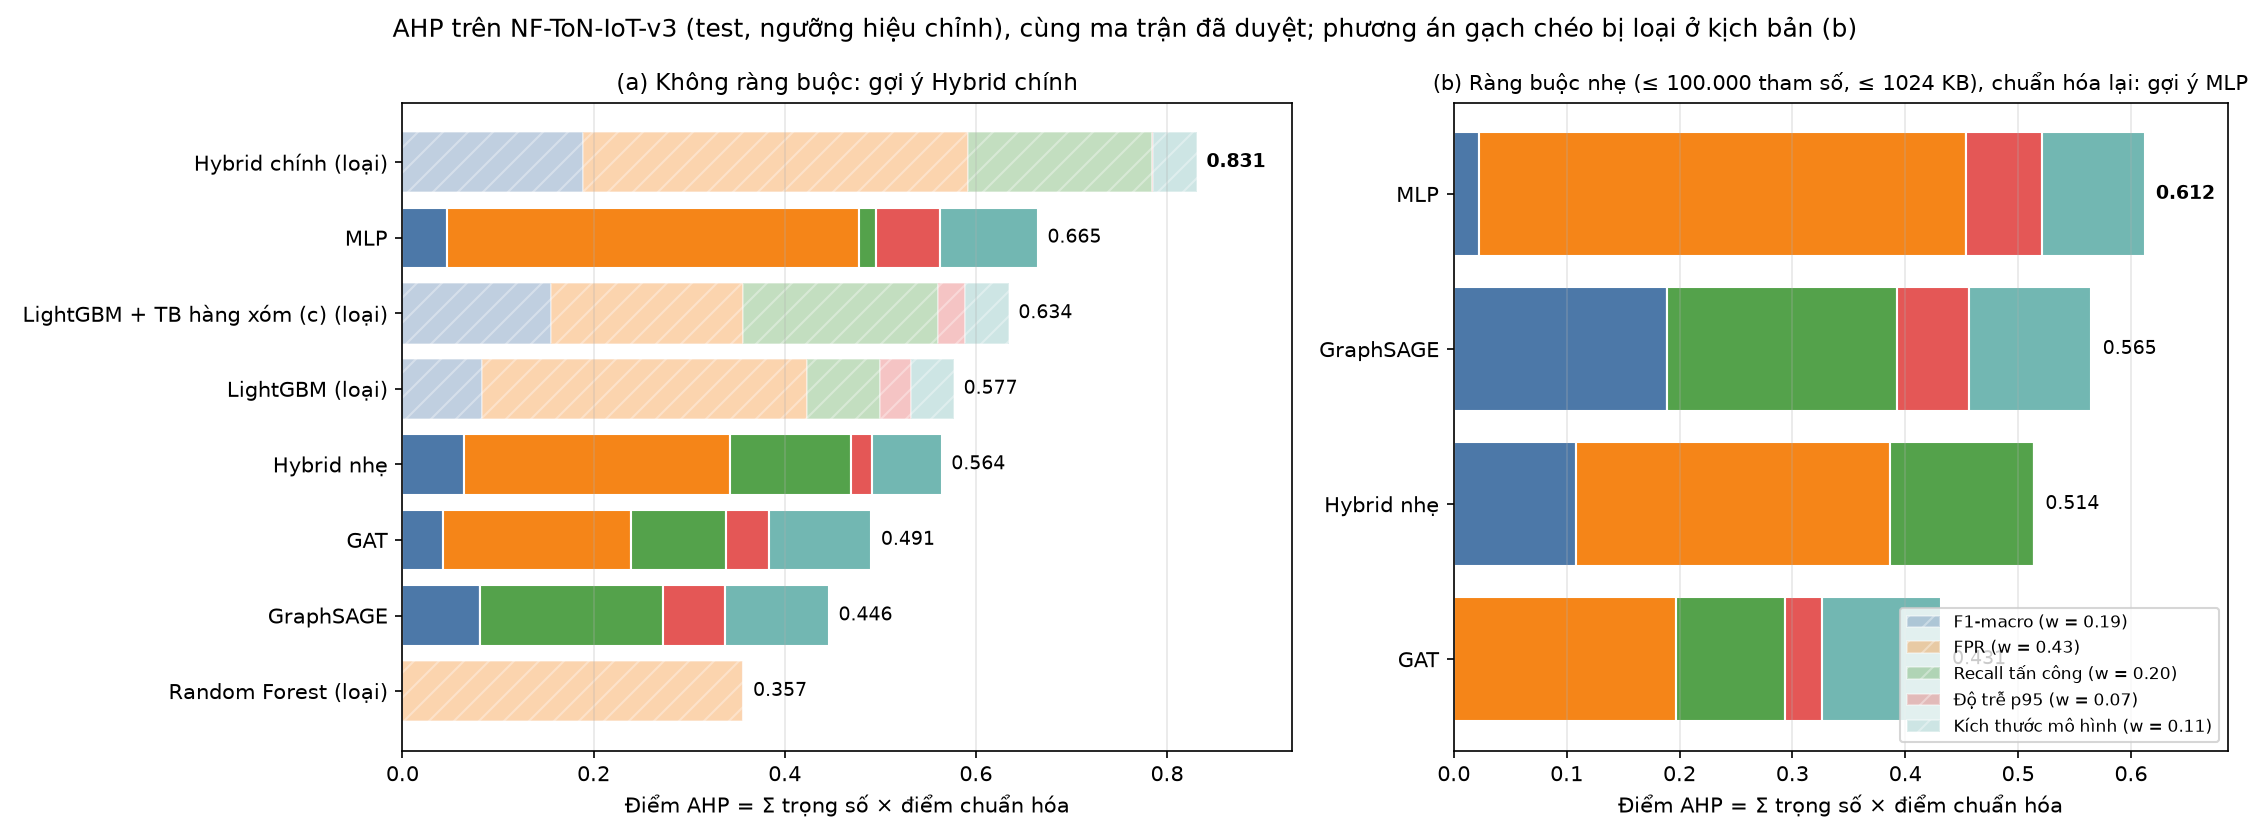 AHP trên NF-ToN-IoT-v3 (test, ngưỡng hiệu chỉnh), cùng ma trận đã duyệt; phương án gạch chéo bị loại ở kịch bản (b)
(a) Không ràng buộc: gợi ý Hybrid chính
Hybrid chính (loại)
0.831
MLP
0.665
LightGBM + TB hàng xóm (c) (loại)
0.634
LightGBM (loại)
0.577
Hybrid nhẹ
0.564
GAT
0.491
GraphSAGE
0.446
Random Forest (loại)
0.357
0.0 0.2 0.4 0.6 0.8
Điểm AHP = Σ trọng số × điểm chuẩn hóa
(b) Ràng buộc nhẹ (≤ 100.000 tham số, ≤ 1024 KB), chuẩn hóa lại: gợi ý MLP
MLP
0.612
GraphSAGE
0.565
Hybrid nhẹ
0.514
GAT
0.431
F1-macro (w = 0.19)
FPR (w = 0.43)
Recall tấn công (w = 0.20)
Độ trễ p95 (w = 0.07)
Kích thước mô hình (w = 0.11)
0.0 0.1 0.2 0.3 0.4 0.5 0.6
Điểm AHP = Σ trọng số × điểm chuẩn hóa